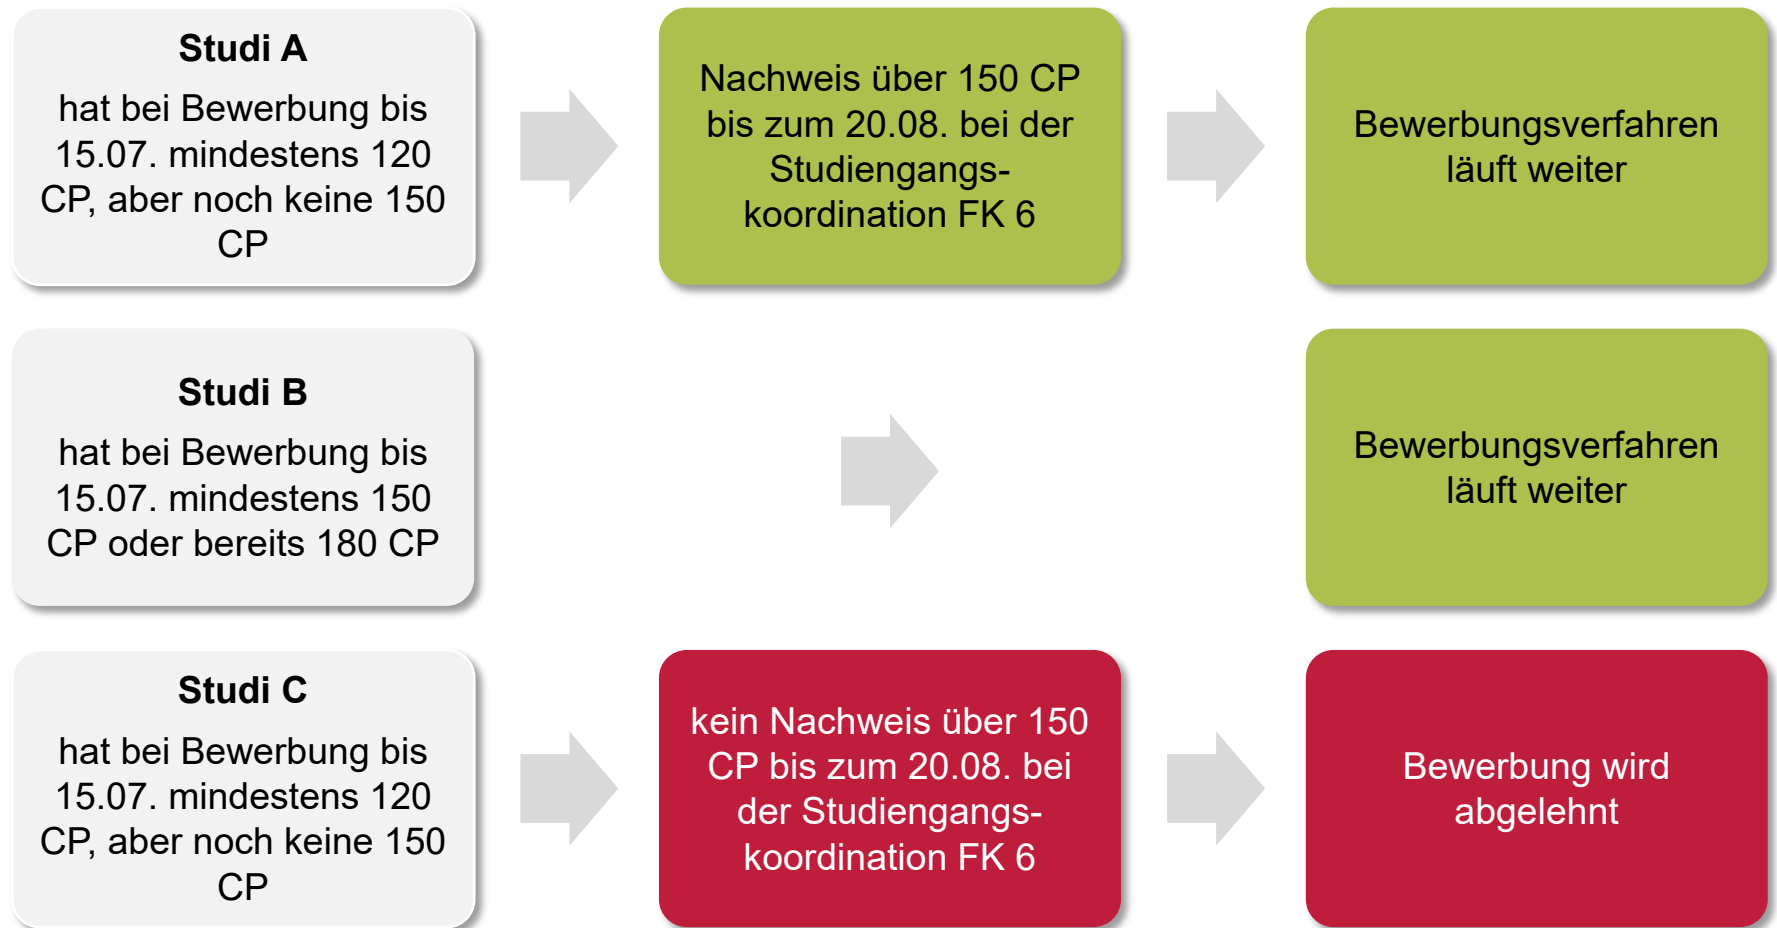 Studi A
hat bei Bewerbung bis
15.07. mindestens 120
CP, aber noch keine 150
CP
Nachweis über 150 CP
bis zum 20.08. bei der
Studiengangs-
koordination FK 6
Bewerbungsverfahren
läuft weiter
Studi B
hat bei Bewerbung bis
15.07. mindestens 150
CP oder bereits 180 CP
Bewerbungsverfahren
läuft weiter
Studi C
hat bei Bewerbung bis
15.07. mindestens 120
CP, aber noch keine 150
CP
kein Nachweis über 150
CP bis zum 20.08. bei
der Studiengangs-
koordination FK 6
Bewerbung wird
abgelehnt